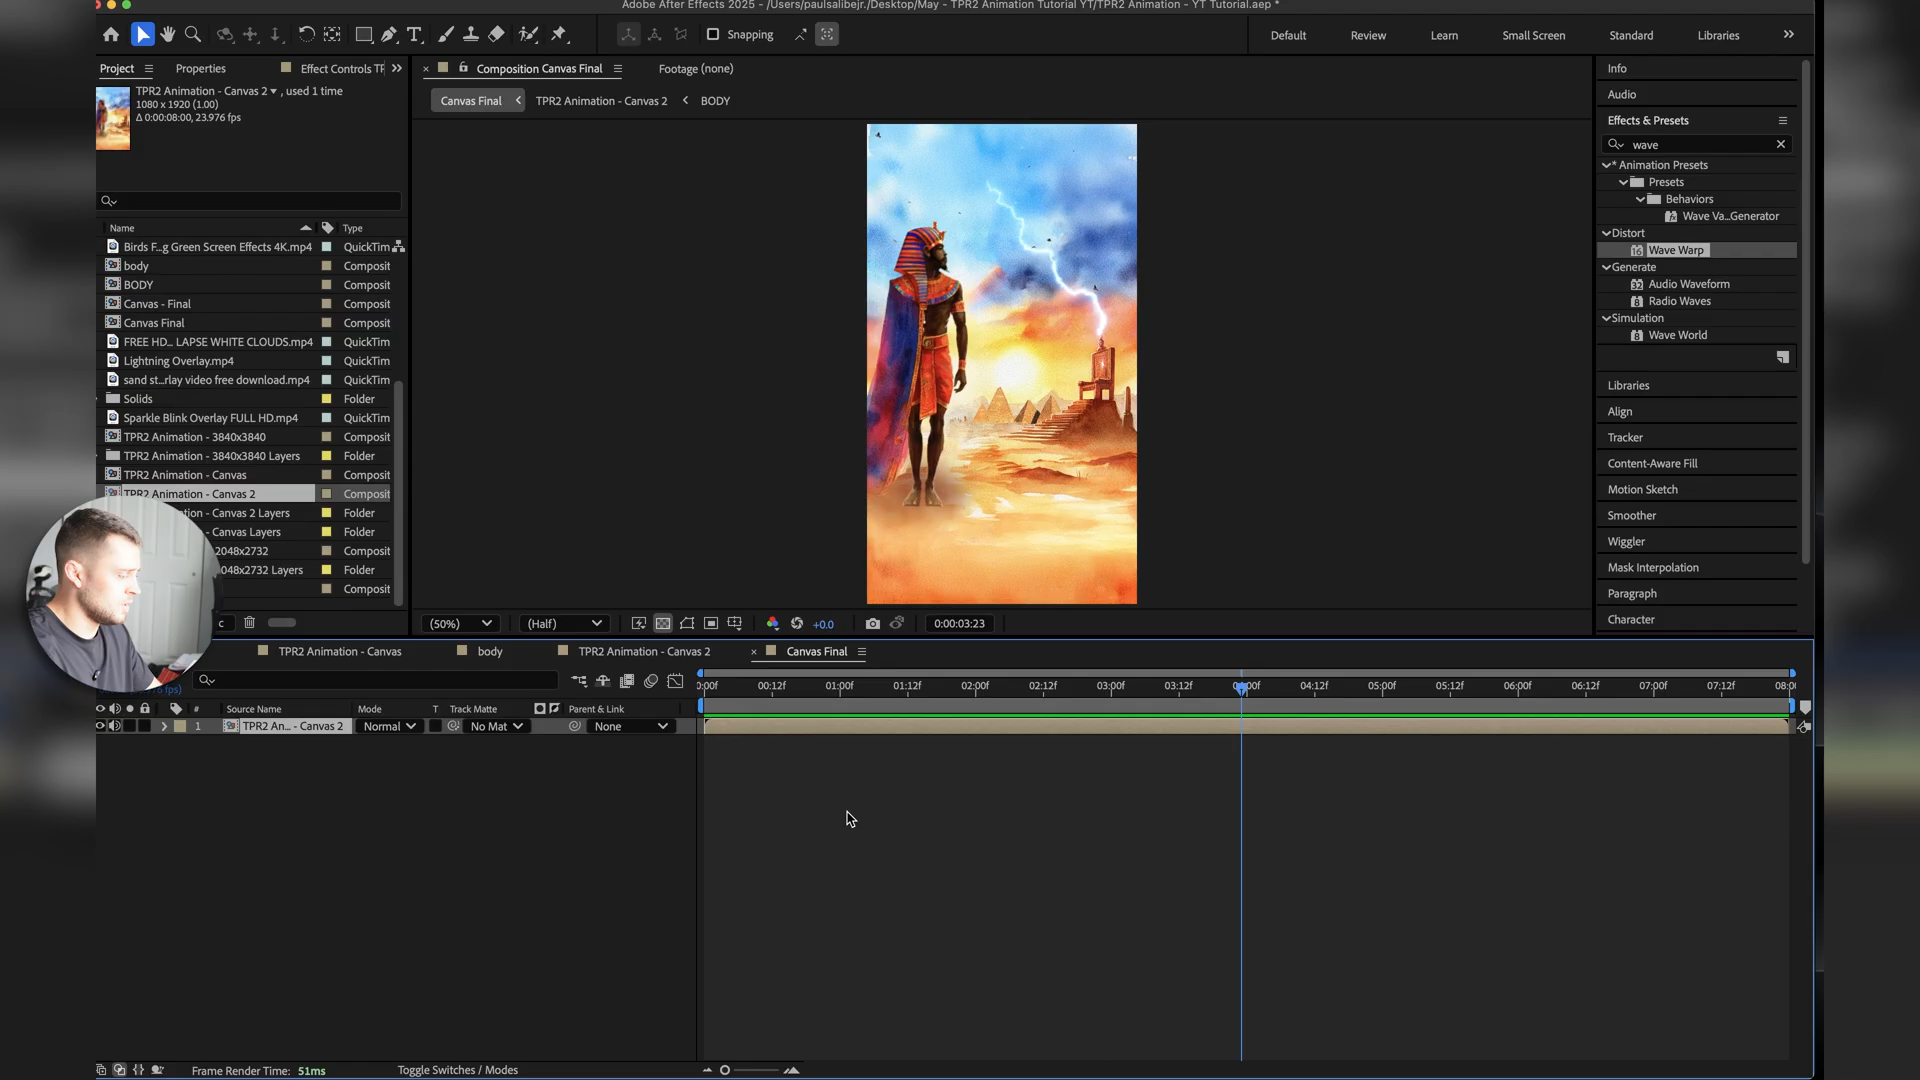 Adobe After Effects 2025 - /Users/paulsalibejr./Desktop/May - TPR2 Animation Tutorial YT/TPR2 Animation - YT Tutorial.aep *
Snapping
Default
Review
Learn
Small Screen
Standard
Libraries
Project
Properties
Effect Controls TF
Composition Canvas Final
Footage (none)
TPR2 Animation - Canvas 2 , used 1 time
1080 x 1920 (1.00)
Δ 0:00:08:00, 23.976 fps
Canvas Final
TPR2 Animation - Canvas 2
BODY
Name
Type
Birds F...g Green Screen Effects 4K.mp4 QuickTim
body Composit
BODY Composit
Canvas - Final Composit
Canvas Final Composit
FREE HD... LAPSE WHITE CLOUDS.mp4 QuickTim
Lightning Overlay.mp4 QuickTim
sand st...rlay video free download.mp4 QuickTim
Solids Folder
Sparkle Blink Overlay FULL HD.mp4 QuickTim
TPR2 Animation - 3840x3840 Composit
TPR2 Animation - 3840x3840 Layers Folder
TPR2 Animation - Canvas Composit
TPR2 Animation - Canvas 2 Composit
- Canvas 2 Layers Folder
- Canvas Layers Folder
2048x2732 Composit
048x2732 Layers Folder
Composit
c
(50%)
(Half)
+0.0
0:00:03:23
Info
Audio
Effects & Presets
wave
* Animation Presets
Presets
Behaviors
Wave Va...Generator
Distort
Wave Warp
Generate
Audio Waveform
Radio Waves
Simulation
Wave World
Libraries
Align
Tracker
Content-Aware Fill
Motion Sketch
Smoother
Wiggler
Mask Interpolation
Paragraph
Character
TPR2 Animation - Canvas
body
TPR2 Animation - Canvas 2
Canvas Final
fps)
:00f 00:12f 01:00f 01:12f 02:00f 02:12f 03:00f 03:12f 04:12f 05:00f 05:12f 06:00f 06:12f 07:00f 07:12f 08:0
# Source Name Mode T Track Matte Parent & Link
1 TPR2 An... - Canvas 2 Normal No Mat None
Frame Render Time: 51ms
Toggle Switches / Modes